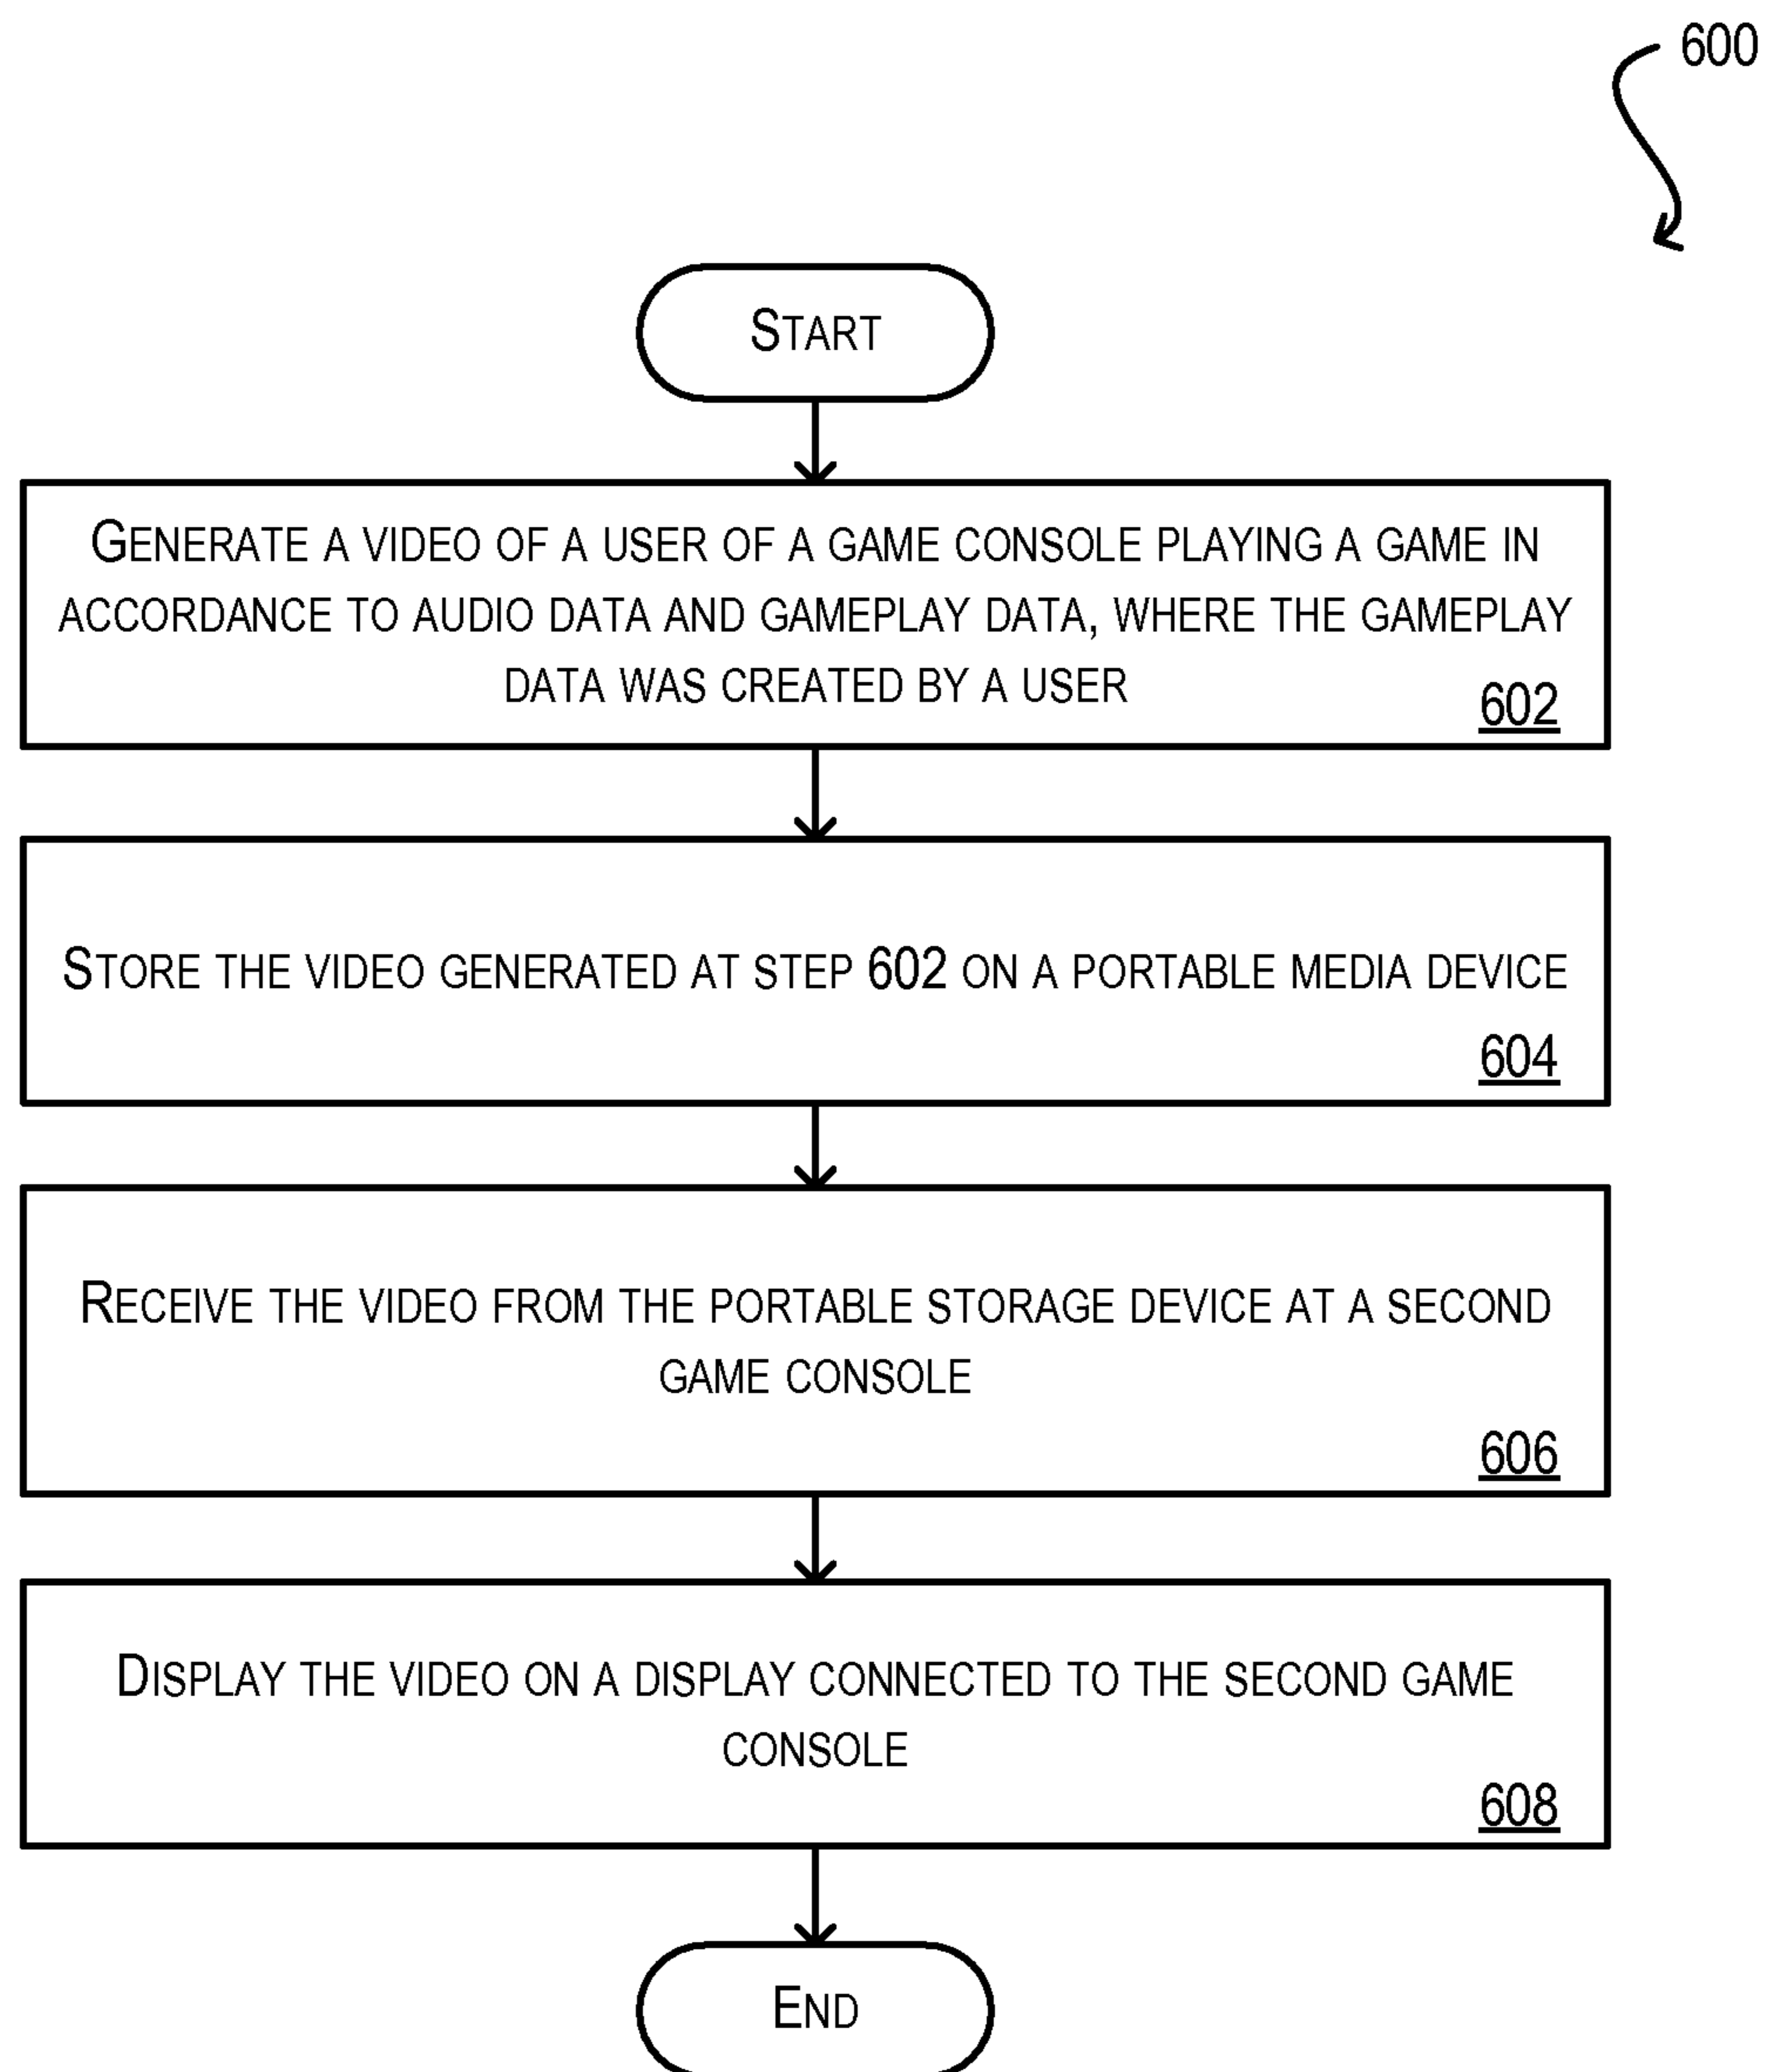 600
START
GENERATE A VIDEO OF A USER OF A GAME CONSOLE PLAYING A GAME IN
ACCORDANCE TO AUDIO DATA AND GAMEPLAY DATA, WHERE THE GAMEPLAY
DATA WAS CREATED BY A USER
602
STORE THE VIDEO GENERATED AT STEP 602 ON A PORTABLE MEDIA DEVICE
604
RECEIVE THE VIDEO FROM THE PORTABLE STORAGE DEVICE AT A SECOND
GAME CONSOLE
606
DISPLAY THE VIDEO ON A DISPLAY CONNECTED TO THE SECOND GAME
CONSOLE
608
END